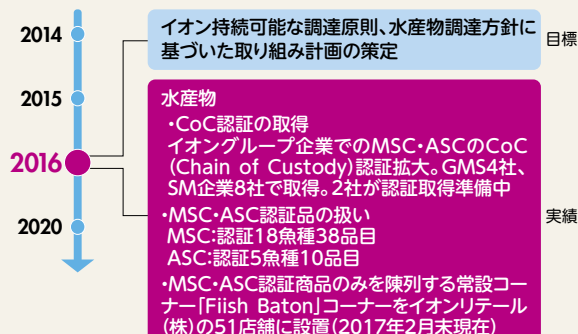 2014
2015
2016
2020
イオン持続可能な調達原則、水産物調達方針に
基づいた取り組み計画の策定
目標
水産物
・CoC認証の取得
イオングループ企業でのMSC・ASCのCoC
(Chain of Custody)認証拡大。GMS4社、
SM企業8社で取得。2社が認証取得準備中
・MSC・ASC認証品の扱い
MSC:認証18魚種38品目
ASC:認証5魚種10品目
・MSC・ASC認証商品のみを陳列する常設コー
ナー「Fiish Baton」コーナーをイオンリテール
(株)の51店舗に設置(2017年2月末現在)
実績